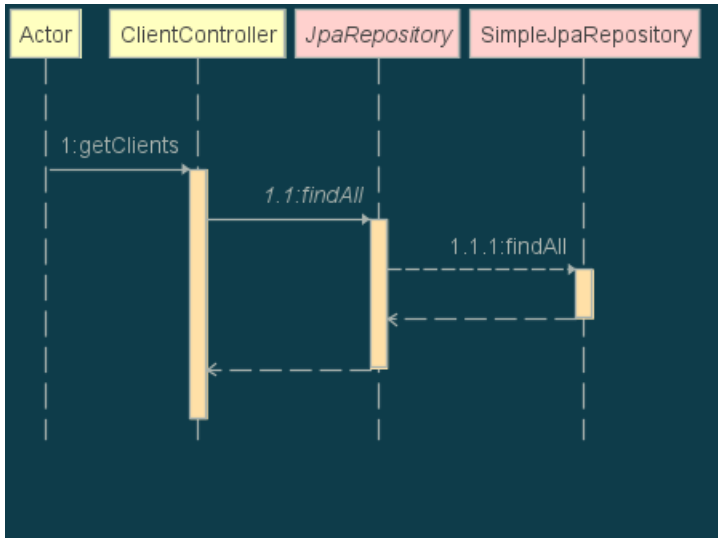 Actor
ClientController
JpaRepository
SimpleJpaRepository
1:getClients
1.1:findAll
1.1.1:findAll